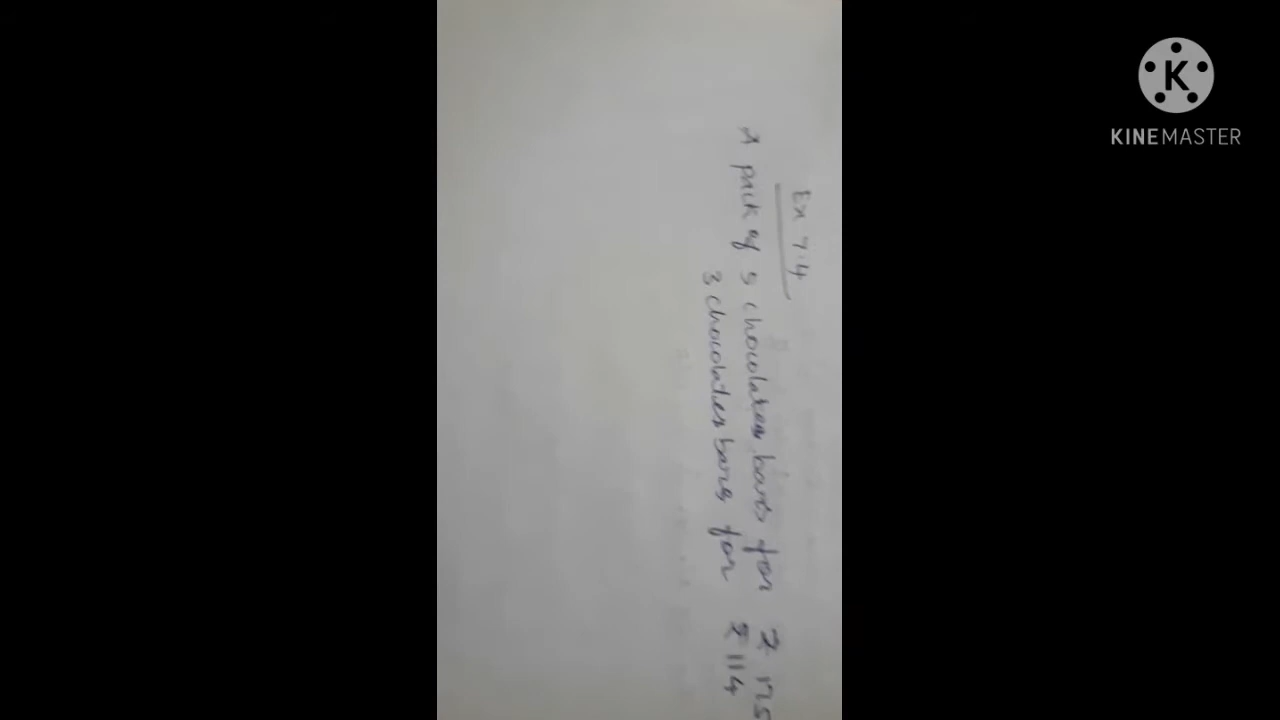 Ex 7.4
A pack of 5 chocolates bars for ₹ 175
3 chocolates bars for ₹ 114
KINEMASTER